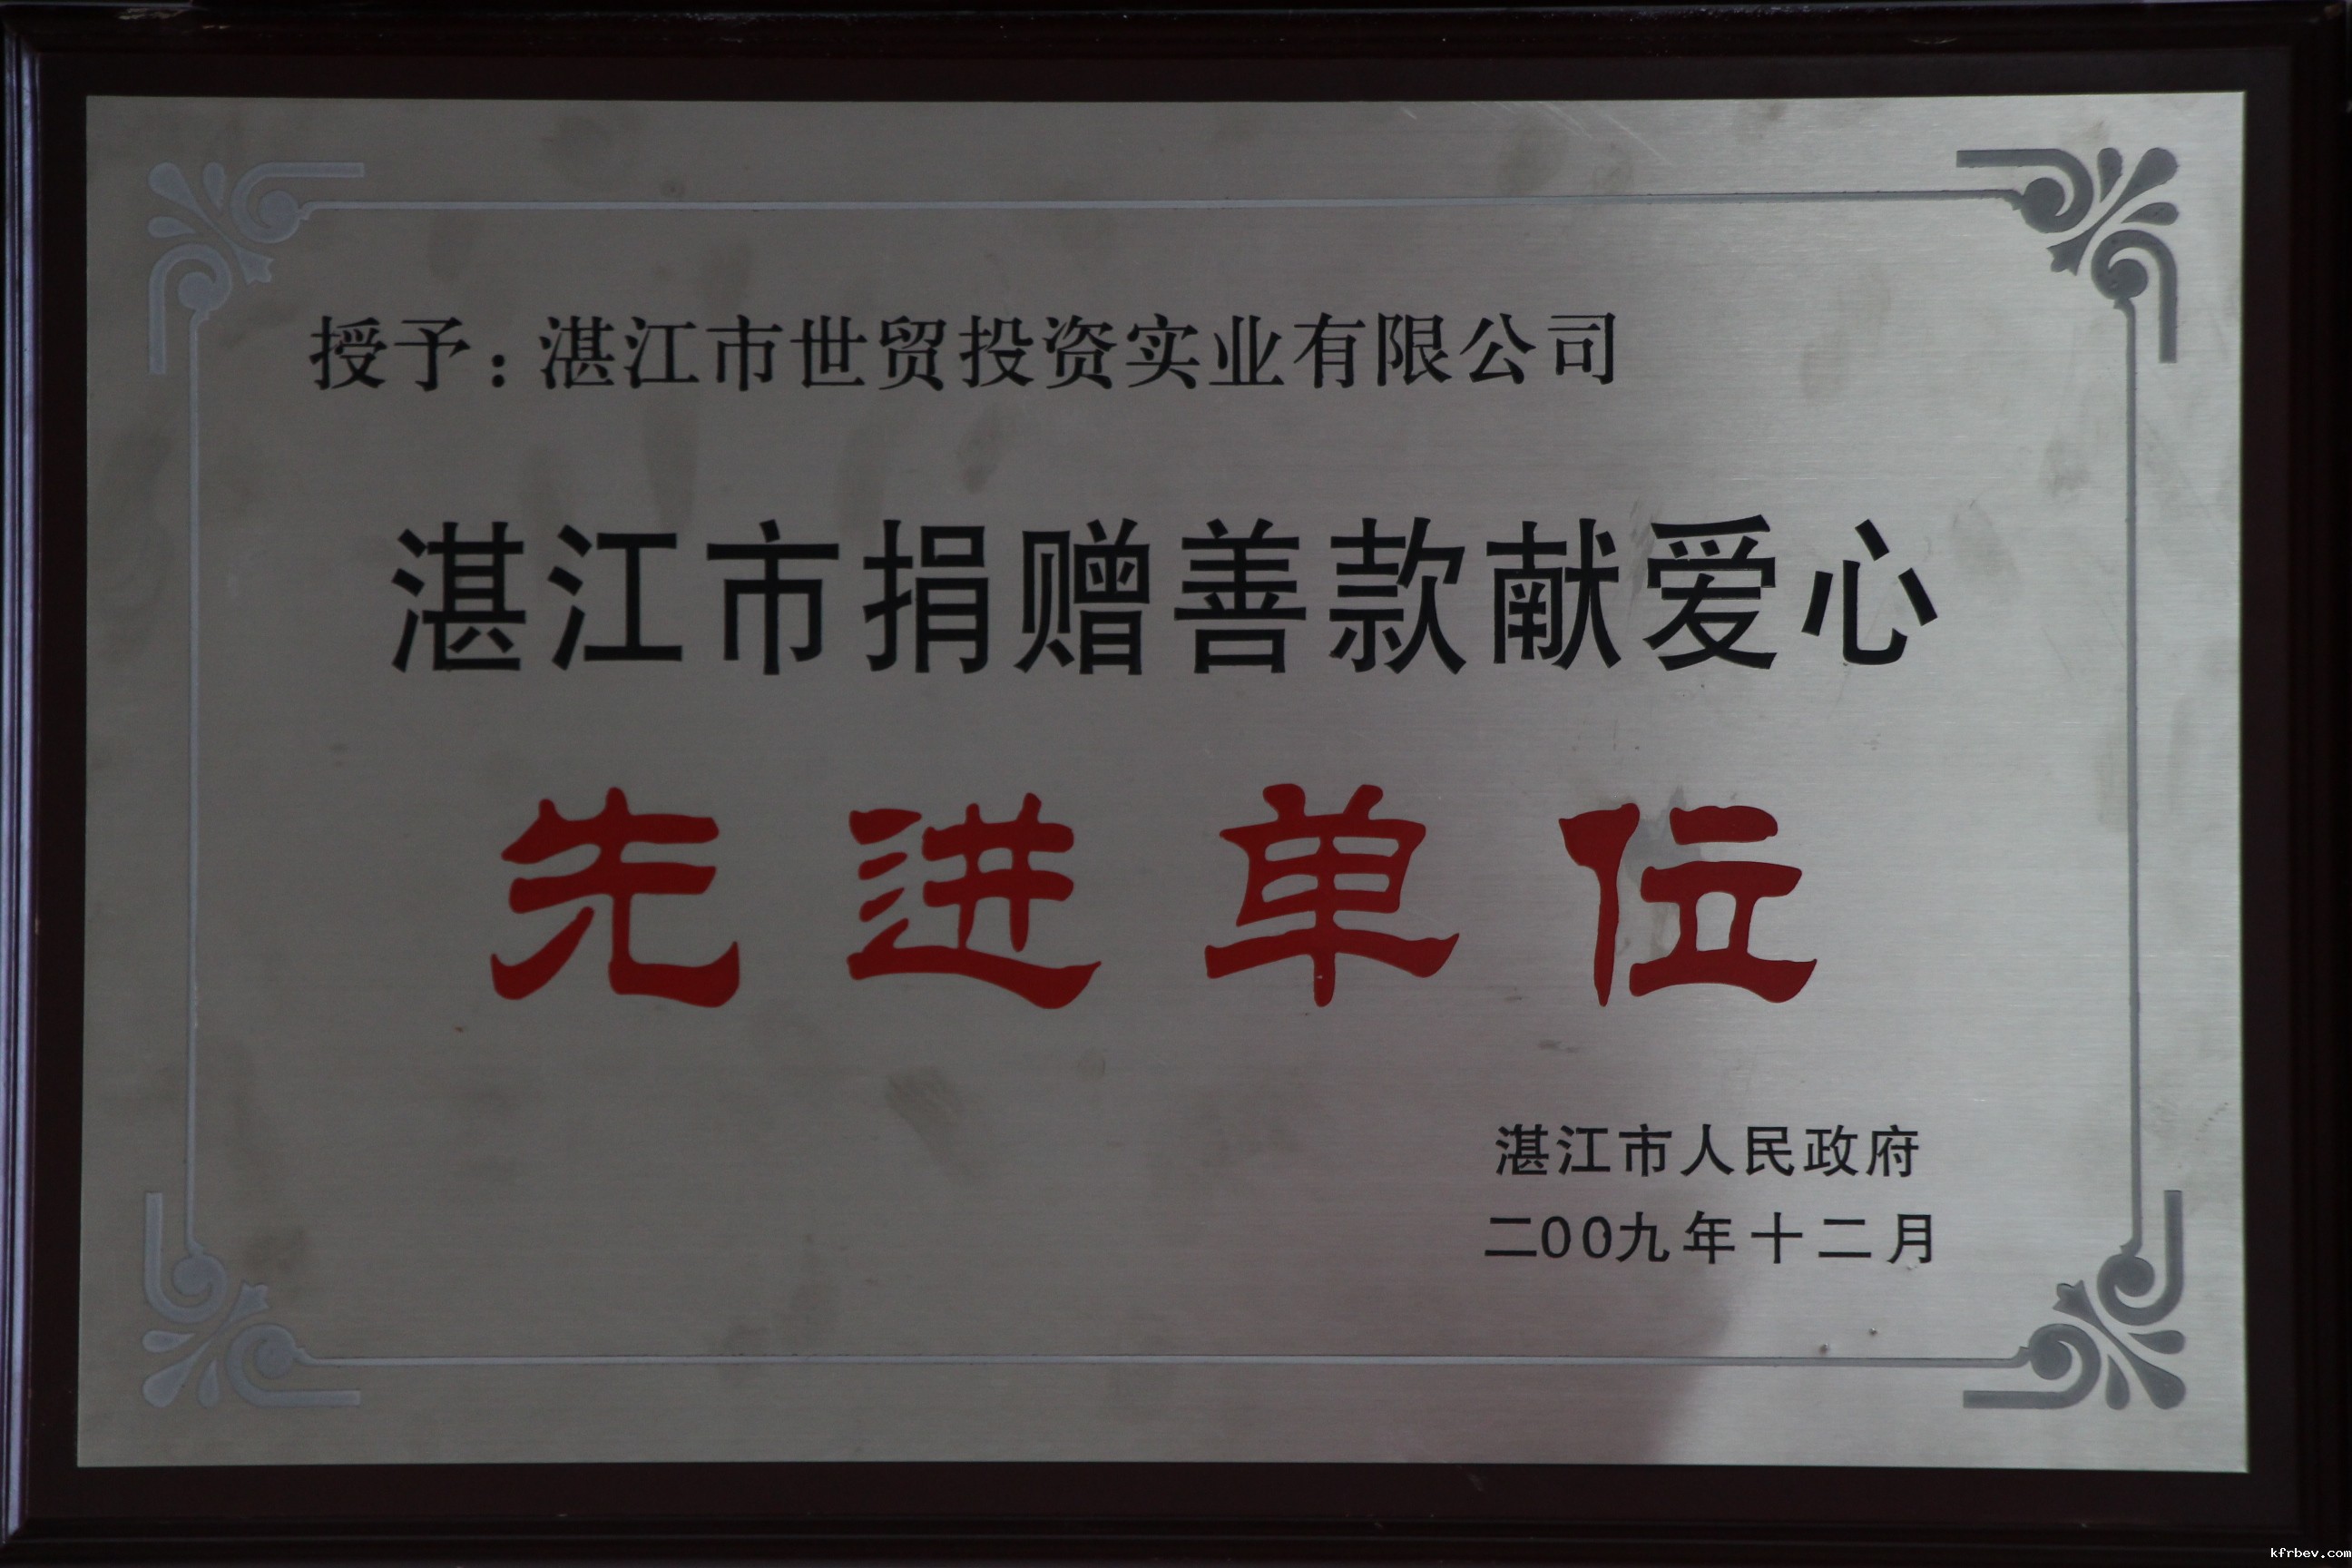 授予：湛江市世贸投资实业有限公司
湛江市捐赠善款献爱心
先进单位
湛江市人民政府
二00九年十二月
kfrbev.com